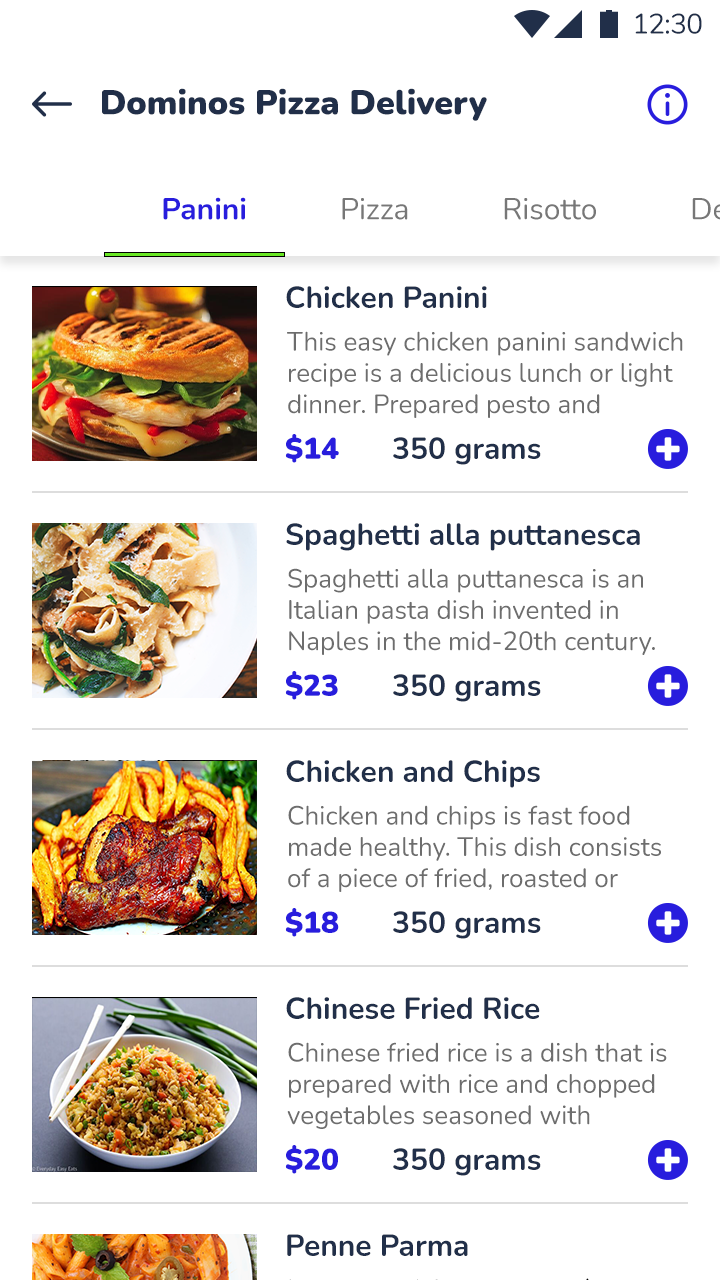 12:30
Dominos Pizza Delivery
Panini Pizza Risotto De
Chicken Panini
This easy chicken panini sandwich
recipe is a delicious lunch or light
dinner. Prepared pesto and
$14 350 grams
Spaghetti alla puttanesca
Spaghetti alla puttanesca is an
Italian pasta dish invented in
Naples in the mid-20th century.
$23 350 grams
Chicken and Chips
Chicken and chips is fast food
made healthy. This dish consists
of a piece of fried, roasted or
$18 350 grams
Chinese Fried Rice
Chinese fried rice is a dish that is
prepared with rice and chopped
vegetables seasoned with
$20 350 grams
Everyday Easy Eats
Penne Parma